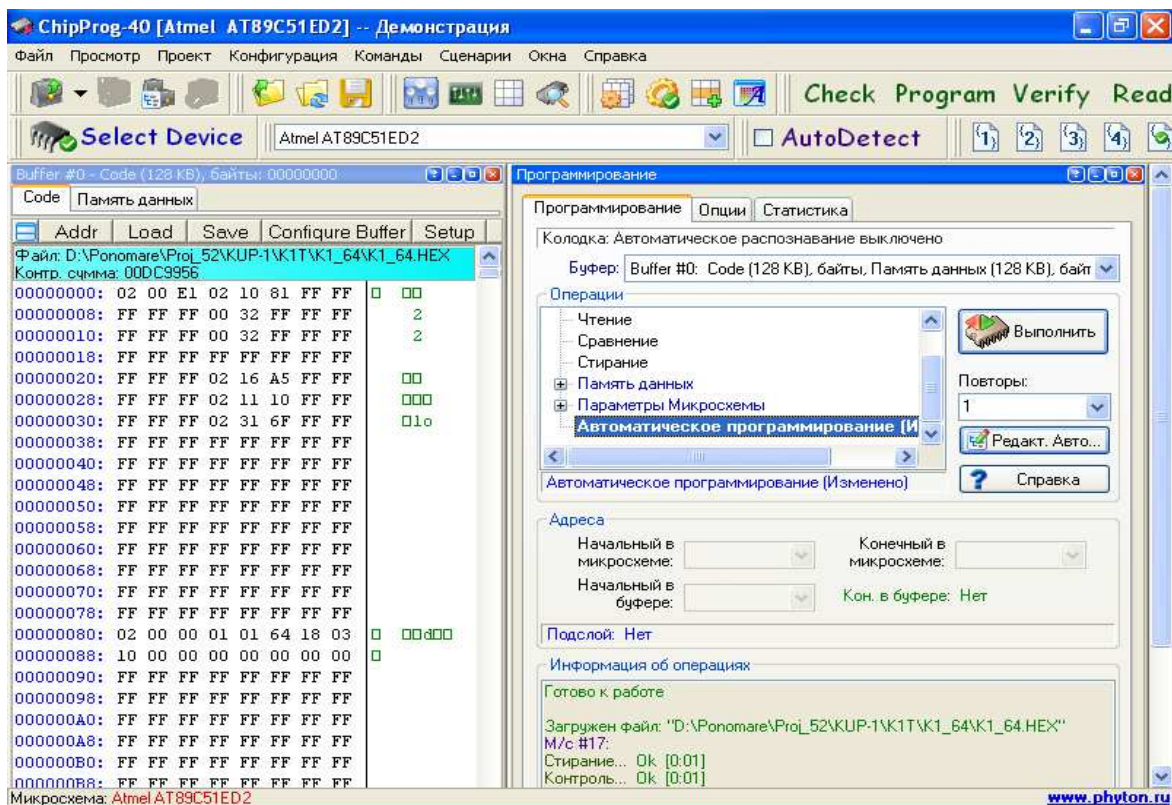 ChipProg-40 [Atmel AT89C51ED2] -- Демонстрация
Файл Просмотр Проект Конфигурация Команды Сценарии Окна Справка
Check Program Verify Read
Select Device Atmel AT89C51ED2 AutoDetect 1 2 3 4
Buffer #0 - Code (128 KB), байты: 00000000
Code Память данных
Addr Load Save Configure Buffer Setup
Файл: D:\Ponomare\Proj_52\KUP-1\K1T\K1_64\K1_64.HEX
Контр. сумма: 00DC9956
00000000: 02 00 E1 02 10 81 FF FF
00000008: FF FF FF 00 32 FF FF FF 2
00000010: FF FF FF 00 32 FF FF FF 2
00000018: FF FF FF FF FF FF FF FF
00000020: FF FF FF 02 16 A5 FF FF
00000028: FF FF FF 02 11 10 FF FF
00000030: FF FF FF 02 31 6F FF FF 1o
00000038: FF FF FF FF FF FF FF FF
00000040: FF FF FF FF FF FF FF FF
00000048: FF FF FF FF FF FF FF FF
00000050: FF FF FF FF FF FF FF FF
00000058: FF FF FF FF FF FF FF FF
00000060: FF FF FF FF FF FF FF FF
00000068: FF FF FF FF FF FF FF FF
00000070: FF FF FF FF FF FF FF FF
00000078: FF FF FF FF FF FF FF FF
00000080: 02 00 00 01 01 64 18 03 d
00000088: 10 00 00 00 00 00 00 00
00000090: FF FF FF FF FF FF FF FF
00000098: FF FF FF FF FF FF FF FF
000000A0: FF FF FF FF FF FF FF FF
000000A8: FF FF FF FF FF FF FF FF
000000B0: FF FF FF FF FF FF FF FF
000000B8: FF FF FF FF FF FF FF FF
Программирование
Программирование Опции Статистика
Колодка: Автоматическое распознавание выключено
Буфер: Buffer #0: Code (128 KB), байты, Память данных (128 KB), байт
Операции
Чтение
Сравнение
Стирание
Память данных
Параметры Микросхемы
Автоматическое программирование (И
Автоматическое программирование (Изменено)
Выполнить
Повторы:
1
Редакт. Авто...
Справка
Адреса
Начальный в микросхеме:
Конечный в микросхеме:
Начальный в буфере:
Кон. в буфере: Нет
Подслой: Нет
Информация об операциях
Готово к работе
Загружен файл: "D:\Ponomare\Proj_52\KUP-1\K1T\K1_64\K1_64.HEX"
М/с #17:
Стирание... Ok [0:01]
Контроль... Ok [0:01]
Микросхема: Atmel AT89C51ED2
www.phyton.ru